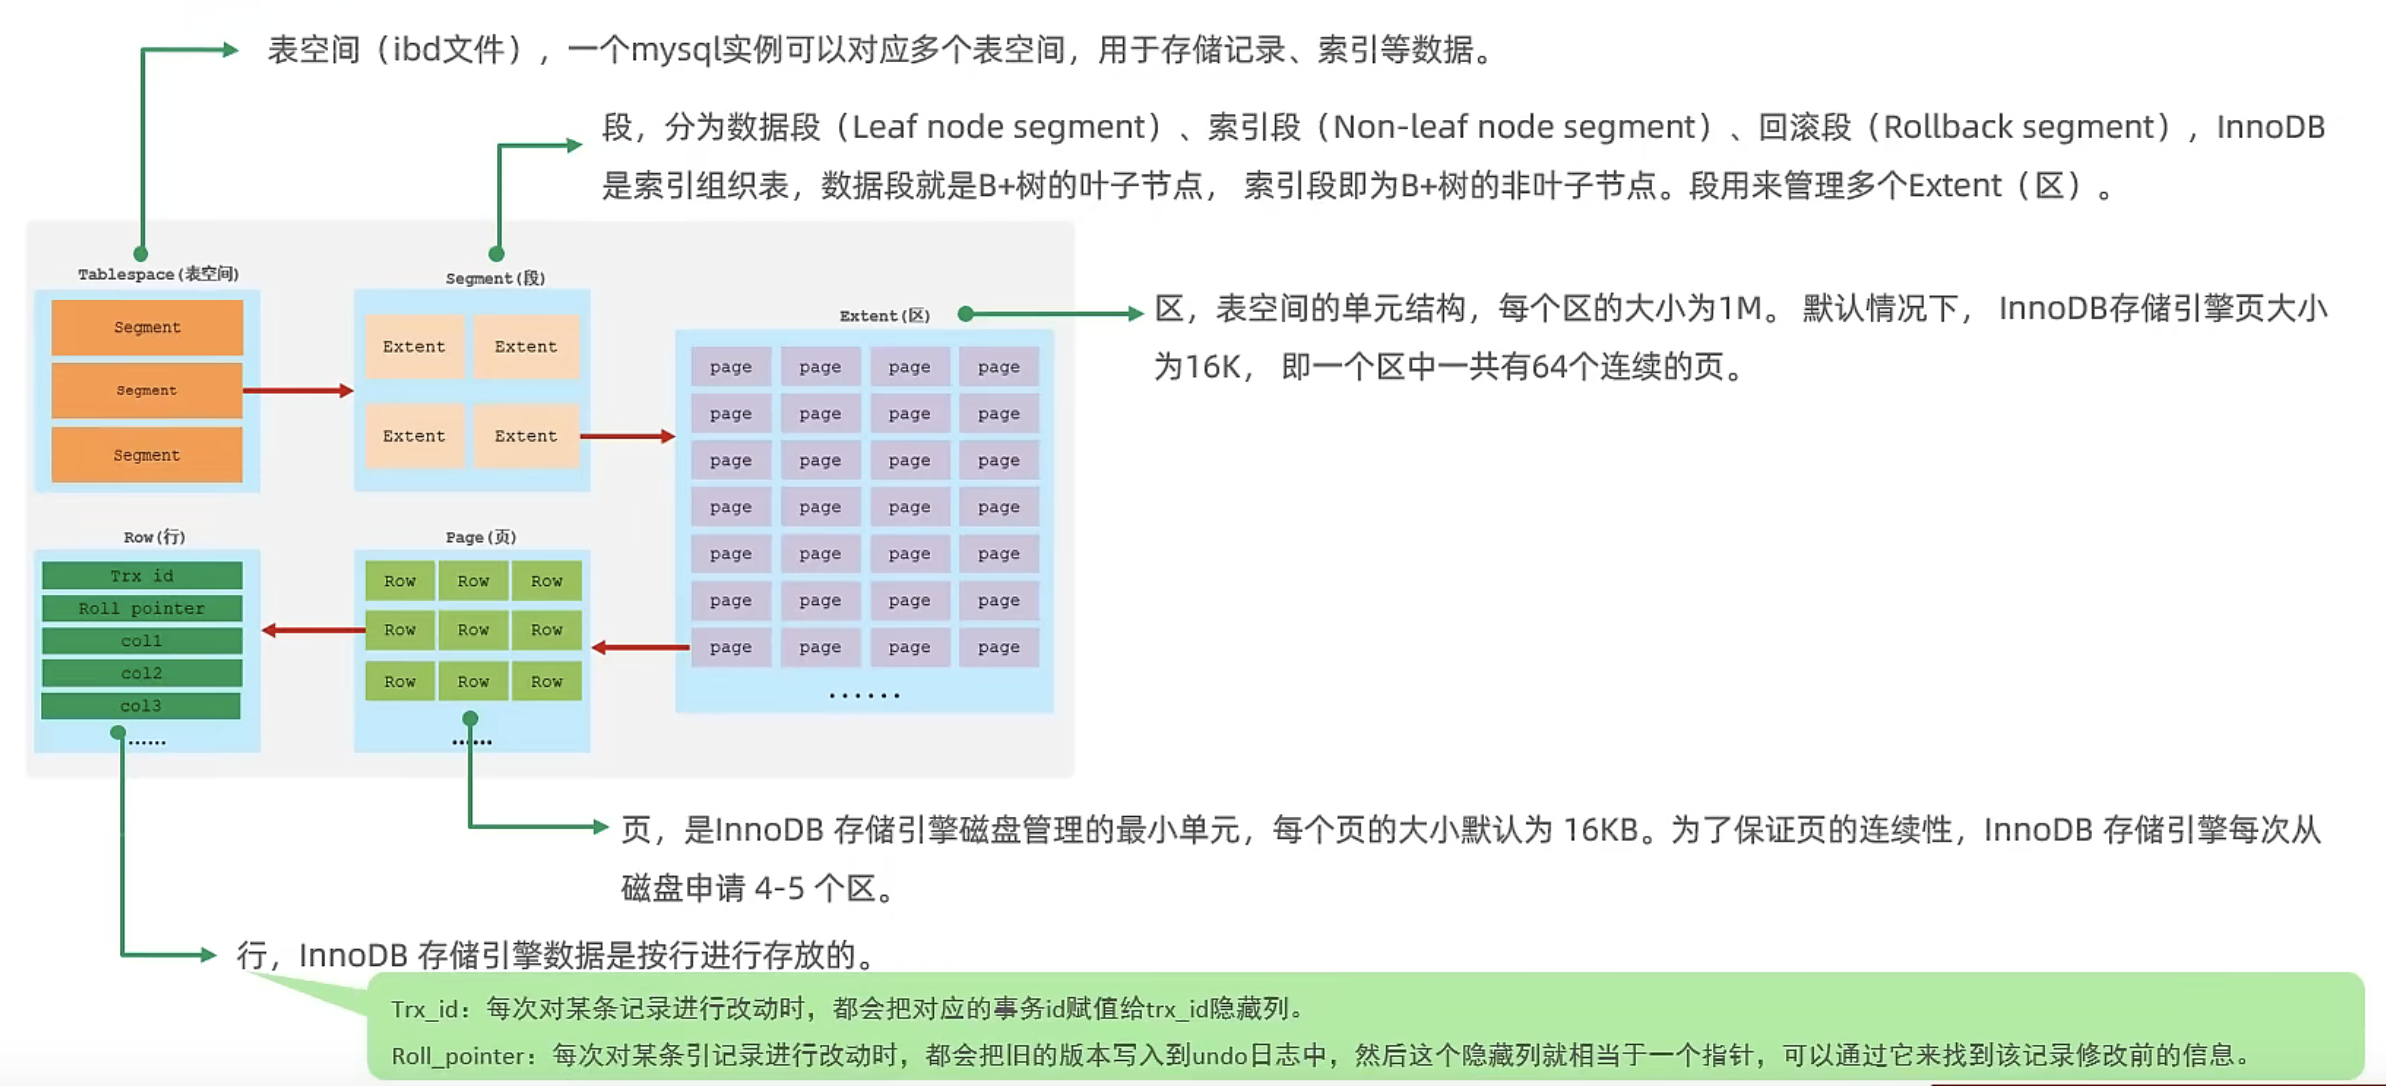 表空间（ibd文件），一个mysql实例可以对应多个表空间，用于存储记录、索引等数据。
段，分为数据段（Leaf node segment）、索引段（Non-leaf node segment）、回滚段（Rollback segment），InnoDB
是索引组织表，数据段就是B+树的叶子节点， 索引段即为B+树的非叶子节点。段用来管理多个Extent（区）。
Tablespace(表空间)
Segment
Segment
Segment
Segment(段)
Extent Extent
Extent Extent
Extent(区)
page page page page
page page page page
page page page page
page page page page
page page page page
page page page page
page page page page
......
区，表空间的单元结构，每个区的大小为1M。 默认情况下， InnoDB存储引擎页大小
为16K， 即一个区中一共有64个连续的页。
Row(行)
Trx id
Roll pointer
col1
col2
col3
......
Page(页)
Row Row Row
Row Row Row
Row Row Row
......
页，是InnoDB 存储引擎磁盘管理的最小单元，每个页的大小默认为 16KB。为了保证页的连续性，InnoDB 存储引擎每次从
磁盘申请 4-5 个区。
行，InnoDB 存储引擎数据是按行进行存放的。
Trx_id：每次对某条记录进行改动时，都会把对应的事务id赋值给trx_id隐藏列。
Roll_pointer：每次对某条引记录进行改动时，都会把旧的版本写入到undo日志中，然后这个隐藏列就相当于一个指针，可以通过它来找到该记录修改前的信息。